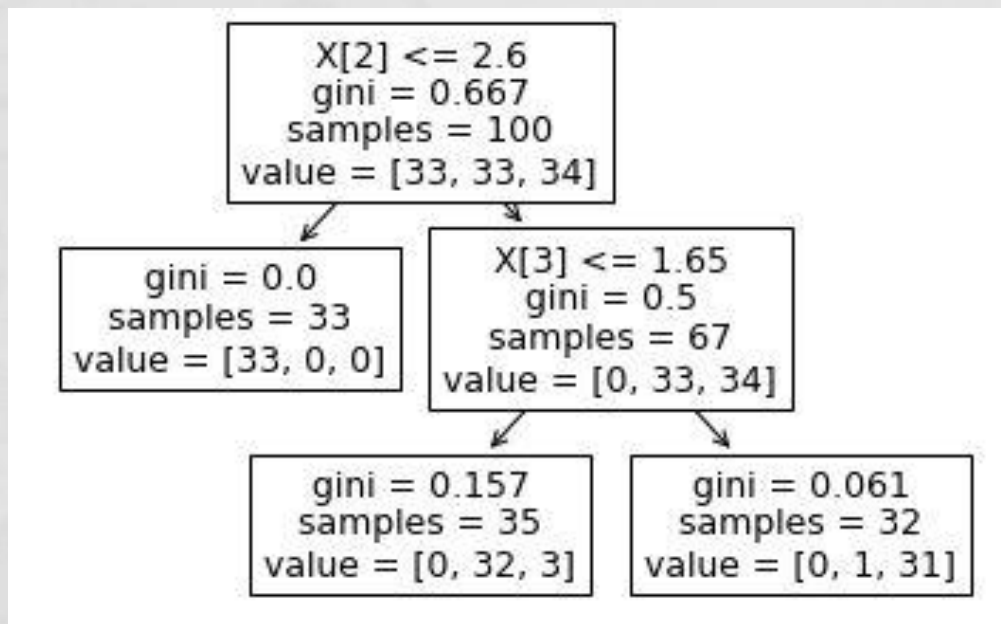 X[2] <= 2.6
gini = 0.667
samples = 100
value = [33, 33, 34]
gini = 0.0
samples = 33
value = [33, 0, 0]
X[3] <= 1.65
gini = 0.5
samples = 67
value = [0, 33, 34]
gini = 0.157
samples = 35
value = [0, 32, 3]
gini = 0.061
samples = 32
value = [0, 1, 31]